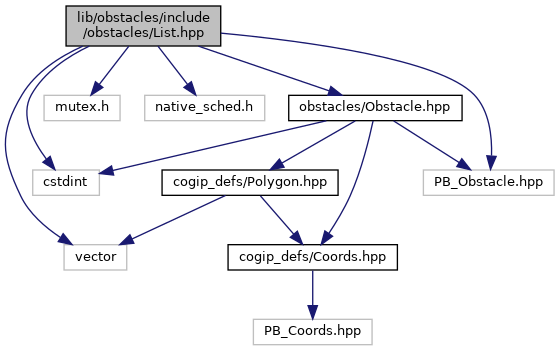 lib/obstacles/include
/obstacles/List.hpp
mutex.h
native_sched.h
obstacles/Obstacle.hpp
cstdint
cogip_defs/Polygon.hpp
PB_Obstacle.hpp
vector
cogip_defs/Coords.hpp
PB_Coords.hpp